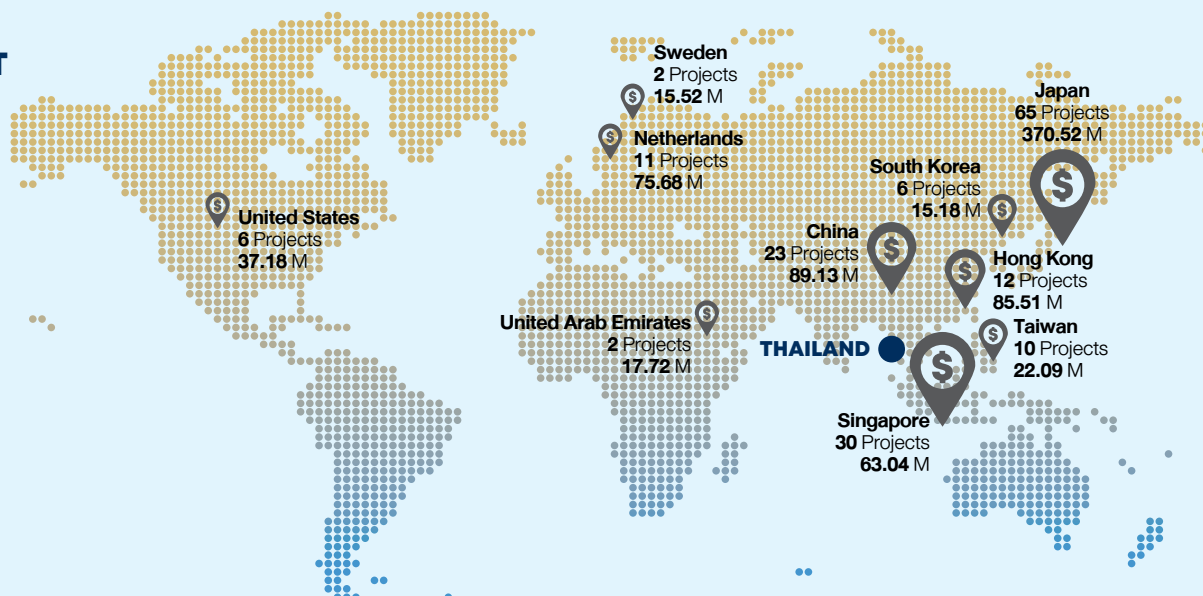 T
Sweden
2 Projects
15.52 M
Japan
65 Projects
370.52 M
Netherlands
11 Projects
75.68 M
South Korea
6 Projects
15.18 M
United States
6 Projects
37.18 M
China
23 Projects
89.13 M
Hong Kong
12 Projects
85.51 M
United Arab Emirates
2 Projects
17.72 M
THAILAND
Taiwan
10 Projects
22.09 M
Singapore
30 Projects
63.04 M
$
$
$
$
$
$
$
$
$
$